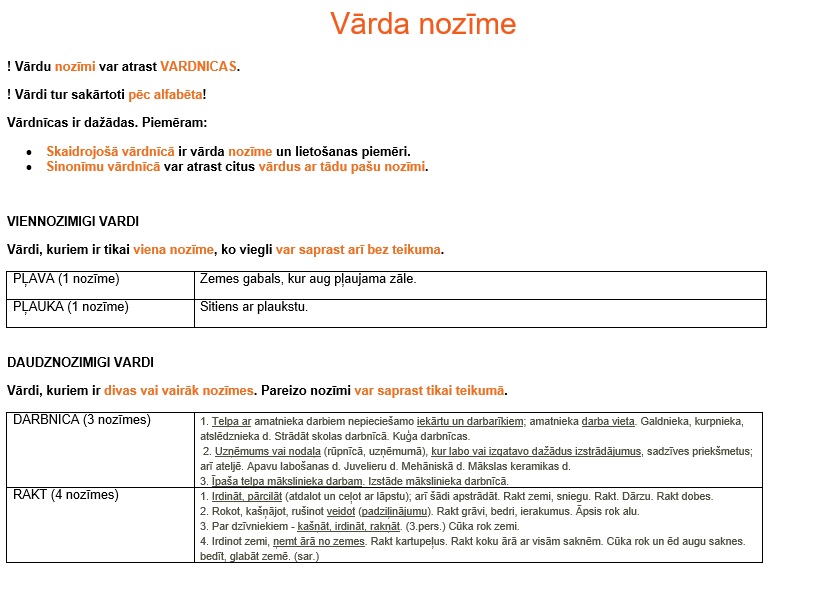 Vārda nozīme
! Vārdu nozīmi var atrast VARDNICAS.
! Vārdi tur sakārtoti pēc alfabēta!
Vārdnīcas ir dažādas. Piemēram:
• Skaidrojošā vārdnīcā ir vārda nozīme un lietošanas piemēri.
• Sinonīmu vārdnīcā var atrast citus vārdus ar tādu pašu nozīmi.
VIENNOZIMIGI VARDI
Vārdi, kuriem ir tikai viena nozīme, ko viegli var saprast arī bez teikuma.
PĻAVA (1 nozīme) Zemes gabals, kur aug pļaujama zāle.
PĻAUKA (1 nozīme) Sitiens ar plaukstu.
DAUDZNOZIMIGI VARDI
Vārdi, kuriem ir divas vai vairāk nozīmes. Pareizo nozīmi var saprast tikai teikumā.
DARBNICA (3 nozīmes) 1. Telpa ar amatnieka darbiem nepieciešamo iekārtu un darbarīkiem; amatnieka darba vieta. Galdnieka, kurpnieka,
atslēdznieka d. Strādāt skolas darbnīcā. Kuģa darbnīcas.
2. Uzņēmums vai nodaļa (rūpnīcā, uzņēmumā), kur labo vai izgatavo dažādus izstrādājumus, sadzīves priekšmetus;
arī ateljē. Apavu labošanas d. Juvelieru d. Mehāniskā d. Mākslas keramikas d.
3. Īpaša telpa mākslinieka darbam. Izstāde mākslinieka darbnīcā.
RAKT (4 nozīmes) 1. Irdināt, pārcilāt (atdalot un ceļot ar lāpstu); arī šādi apstrādāt. Rakt zemi, sniegu. Rakt. Dārzu. Rakt dobes.
2. Rokot, kašņājot, rušinot veidot (padziļinājumu). Rakt grāvi, bedri, ierakumus. Āpsis rok alu.
3. Par dzīvniekiem - kašņāt, irdināt, rakņāt. (3.pers.) Cūka rok zemi.
4. Irdinot zemi, ņemt ārā no zemes. Rakt kartupeļus. Rakt koku ārā ar visām saknēm. Cūka rok un ēd augu saknes.
bedīt, glabāt zemē. (sar.)